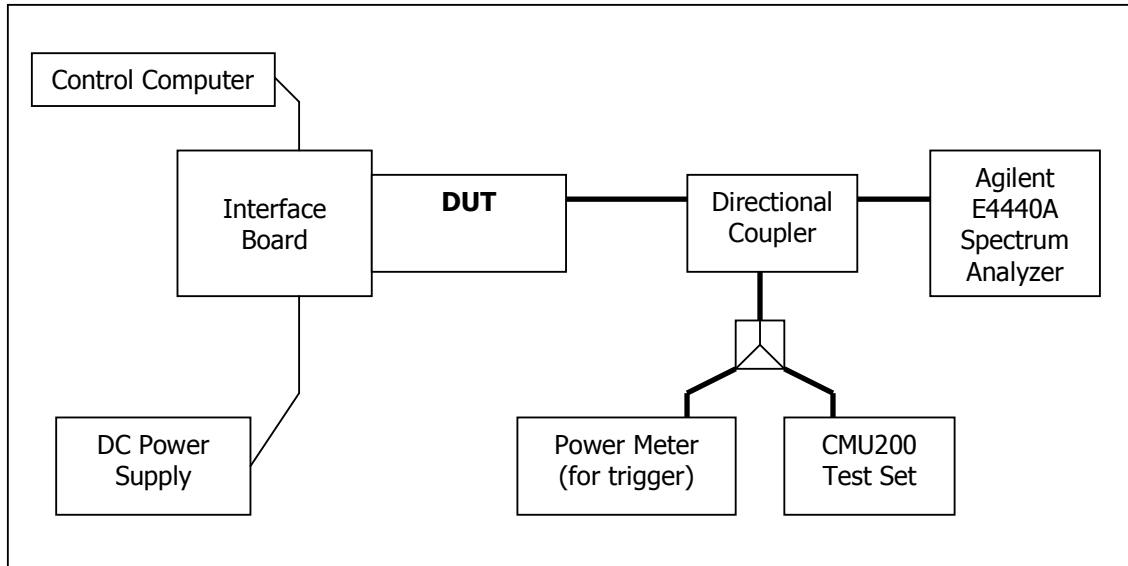 Control Computer
Interface
Board
DUT
Directional
Coupler
Agilent
E4440A
Spectrum
Analyzer
DC Power
Supply
Power Meter
(for trigger)
CMU200
Test Set